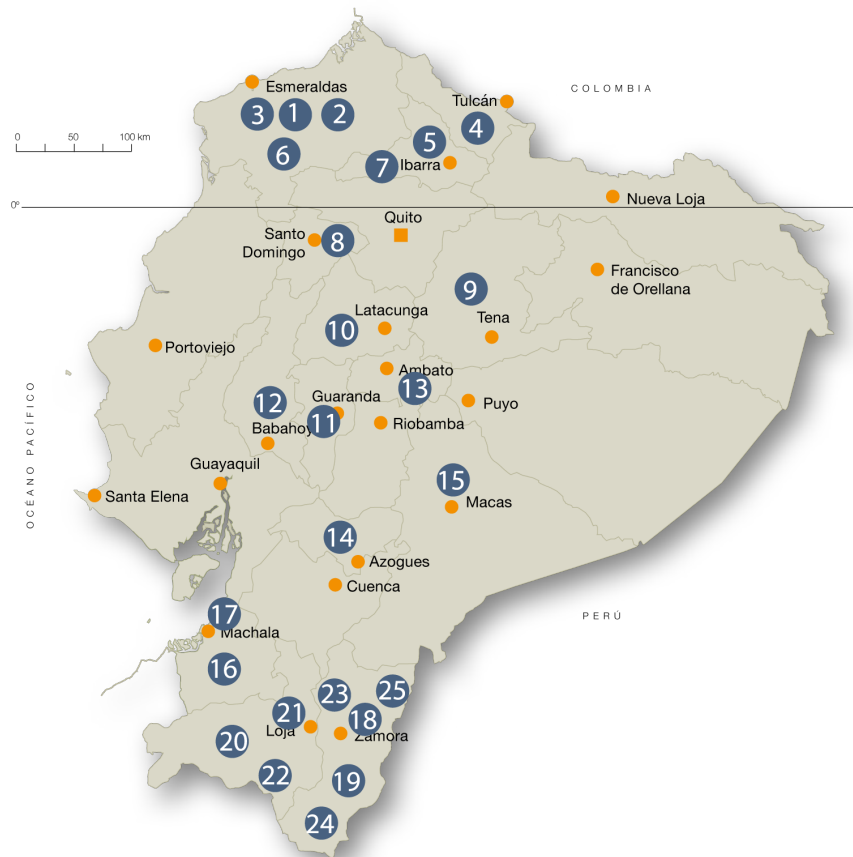 Esmeraldas
COLOMBIA
Tulcán
3
1
2
4
0 50 100 km
5
6
7
Ibarra
Nueva Loja
0º
Quito
Santo
Domingo
8
Francisco
de Orellana
9
Latacunga
Tena
10
Portoviejo
Ambato
13
Guaranda
12
Puyo
11
Riobamba
Babahoy
OCÉANO PACÍFICO
Guayaquil
15
Santa Elena
Macas
14
Azogues
Cuenca
17
PERÚ
Machala
16
23
25
21
18
Loja
Zamora
20
22
19
24